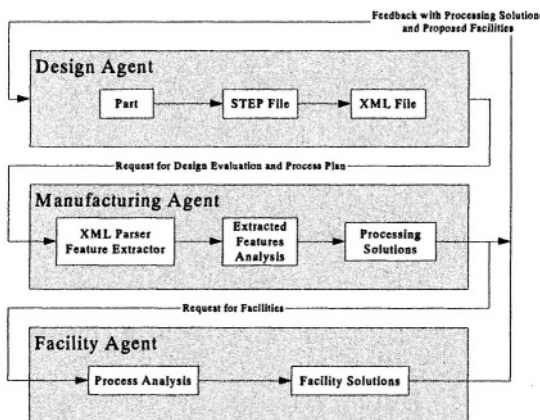 Feedback with Processing Solutions
and Proposed Facilities
Design Agent
Part
STEP File
XML File
Request for Design Evaluation and Process Plan
Manufacturing Agent
XML Parser
Feature Extractor
Extracted
Features
Analysis
Processing
Solutions
Request for Facilities
Facility Agent
Process Analysis
Facility Solutions